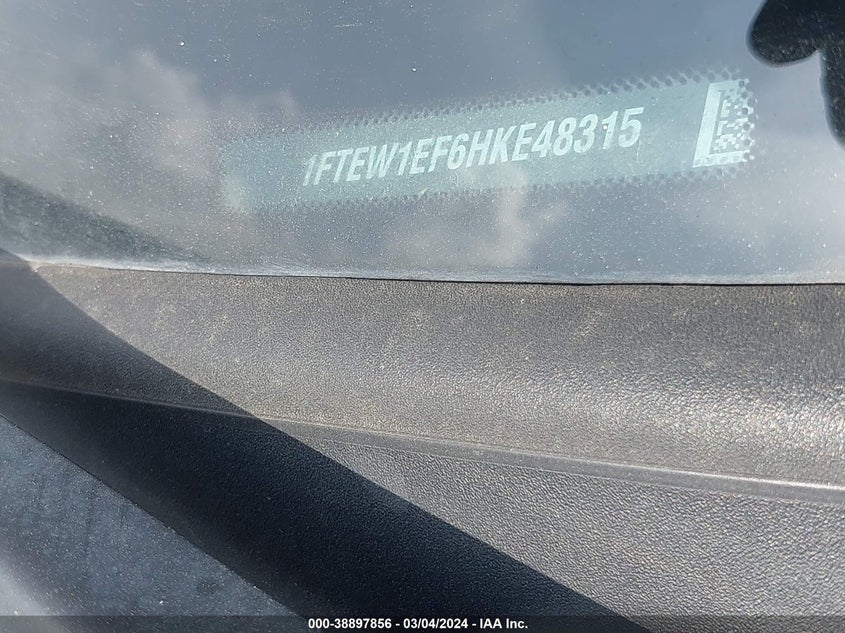 1FTEW1EF6HKE48315
000-38897856 - 03/04/2024 - IAA Inc.